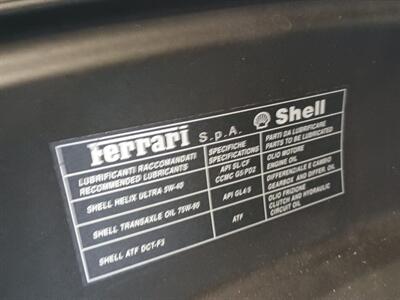 Ferrari S.p.A. Shell
LUBRIFICANTI RACCOMANDATI
RECOMMENDED LUBRICANTS
SPECIFICHE
SPECIFICATIONS
PARTI DA LUBRIFICARE
PARTS TO BE LUBRICATED
SHELL HELIX ULTRA 5W-40
API SL/CF
CCMC G5/PD2
OLIO MOTORE
ENGINE OIL
SHELL TRANSAXLE OIL 75W-90
API GL4/5
DIFFERENZIALE E CAMBIO
GEARBOX AND DIFFER. OIL
SHELL ATF DCT-F3
ATF
OLIO FRIZIONE
CLUTCH AND HYDRAULIC
CIRCUIT OIL